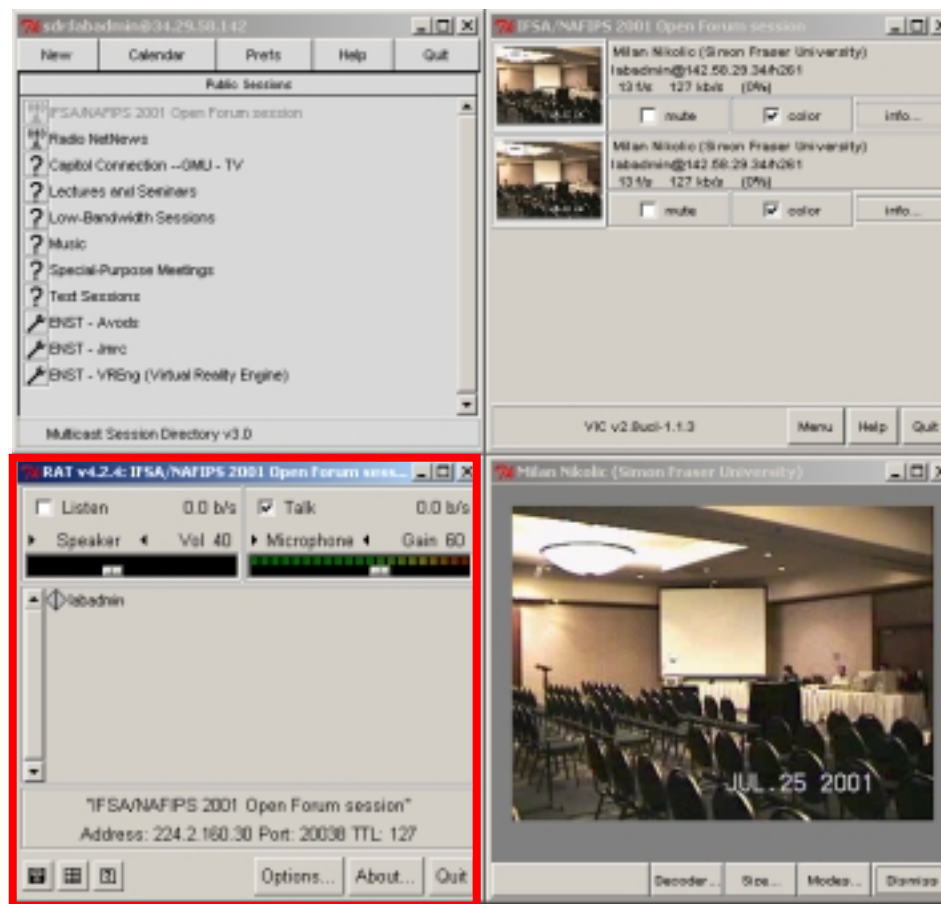 sdr:labadmin@34.29.58.142
New Calendar Prefs Help Quit
Public Sessions
IFSA/NAFIPS 2001 Open Forum session
Radio NetNews
Capitol Connection --GMU - TV
Lectures and Seminars
Low-Bandwidth Sessions
Music
Special-Purpose Meetings
Test Sessions
ENST - Avods
ENST - Jmrc
ENST - VREng (Virtual Reality Engine)
Multicast Session Directory v3.0
IFSA/NAFIPS 2001 Open Forum session
Milan Nikolic (Simon Fraser University)
labadmin@142.58.29.34/h261
13 f/s 127 kb/s (0%)
mute color info...
Milan Nikolic (Simon Fraser University)
labadmin@142.58.29.34/h261
13 f/s 127 kb/s (0%)
mute color info...
VIC v2.8ucl-1.1.3 Menu Help Quit
RAT v4.2.4: IFSA/NAFIPS 2001 Open Forum sess...
Listen 0.0 b/s Talk 0.0 b/s
Speaker Vol 40 Microphone Gain 60
labadmin
"IFSA/NAFIPS 2001 Open Forum session"
Address: 224.2.160.30 Port: 20038 TTL: 127
Options... About... Quit
Milan Nikolic (Simon Fraser University)
JUL.25 2001
Decoder... Size... Modes... Dismiss